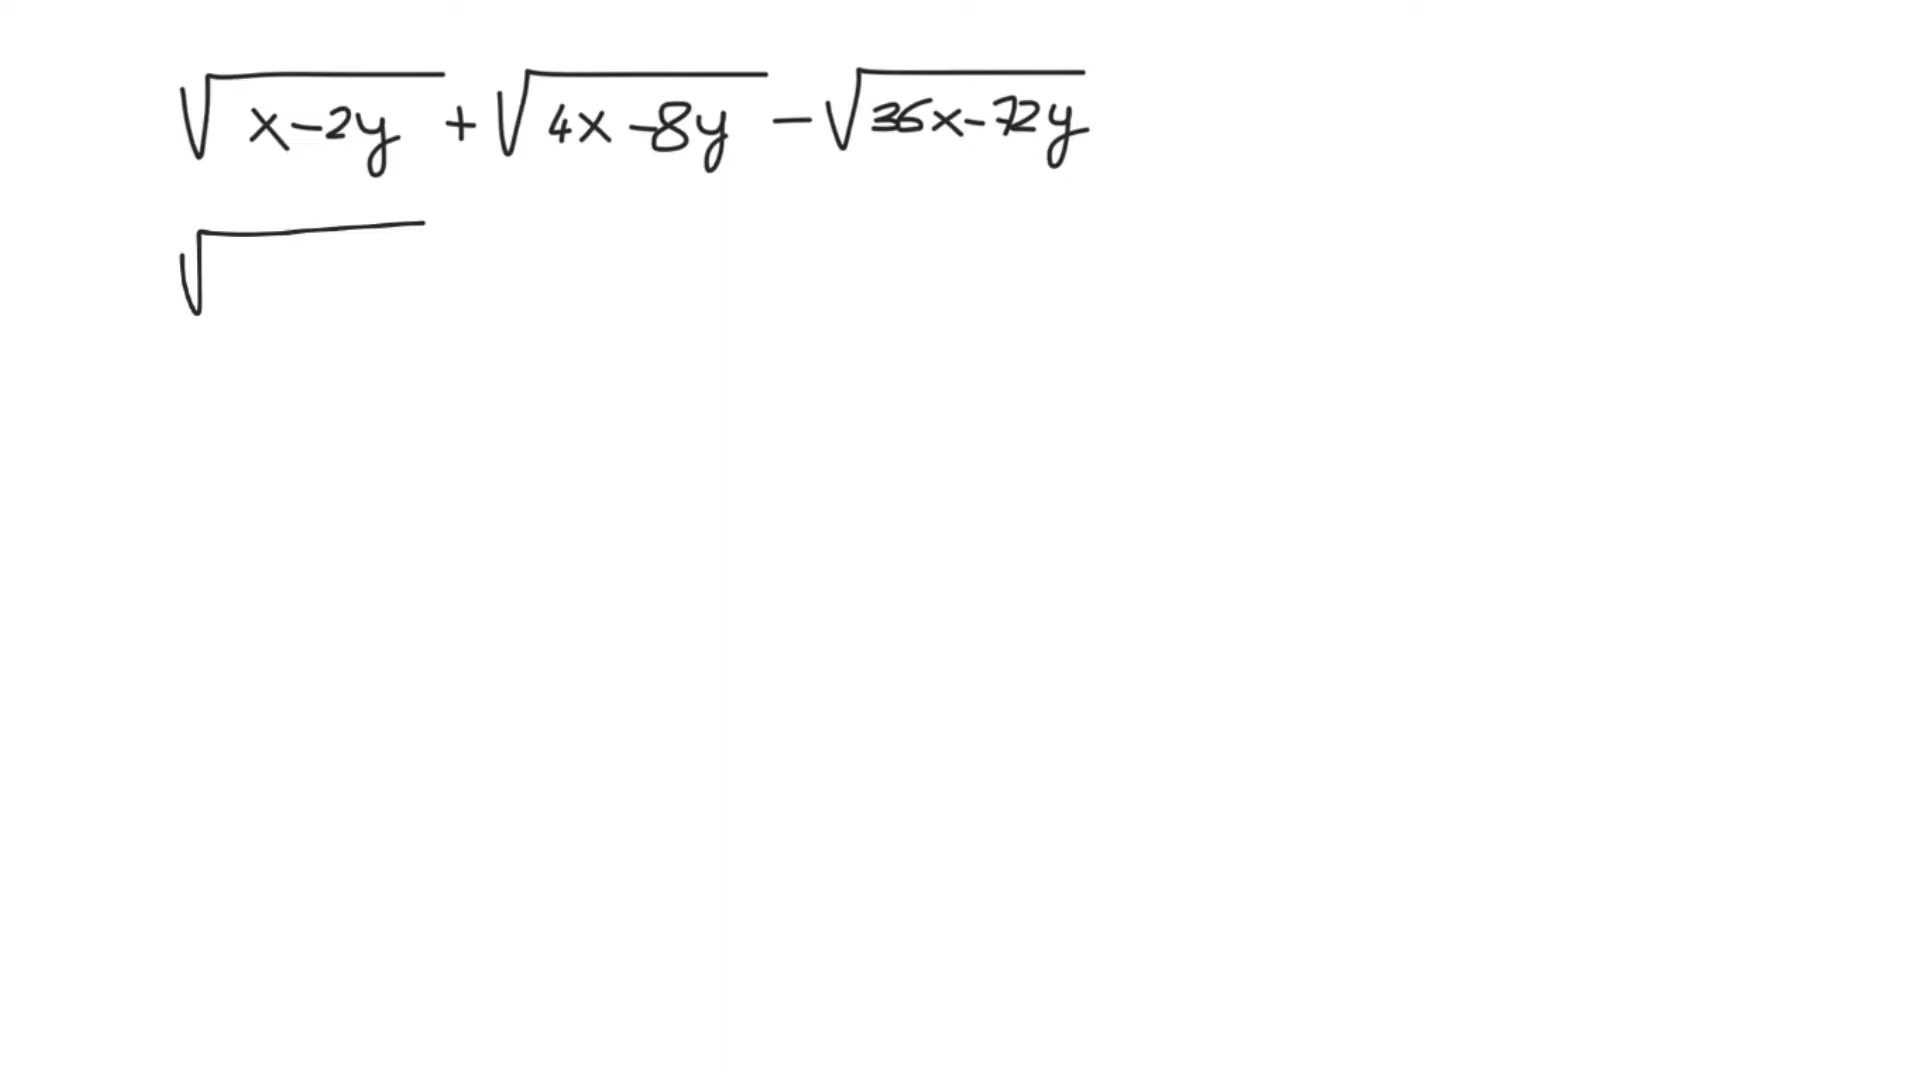 √(x-2y) + √(4x-8y) - √(36x-72y)
√